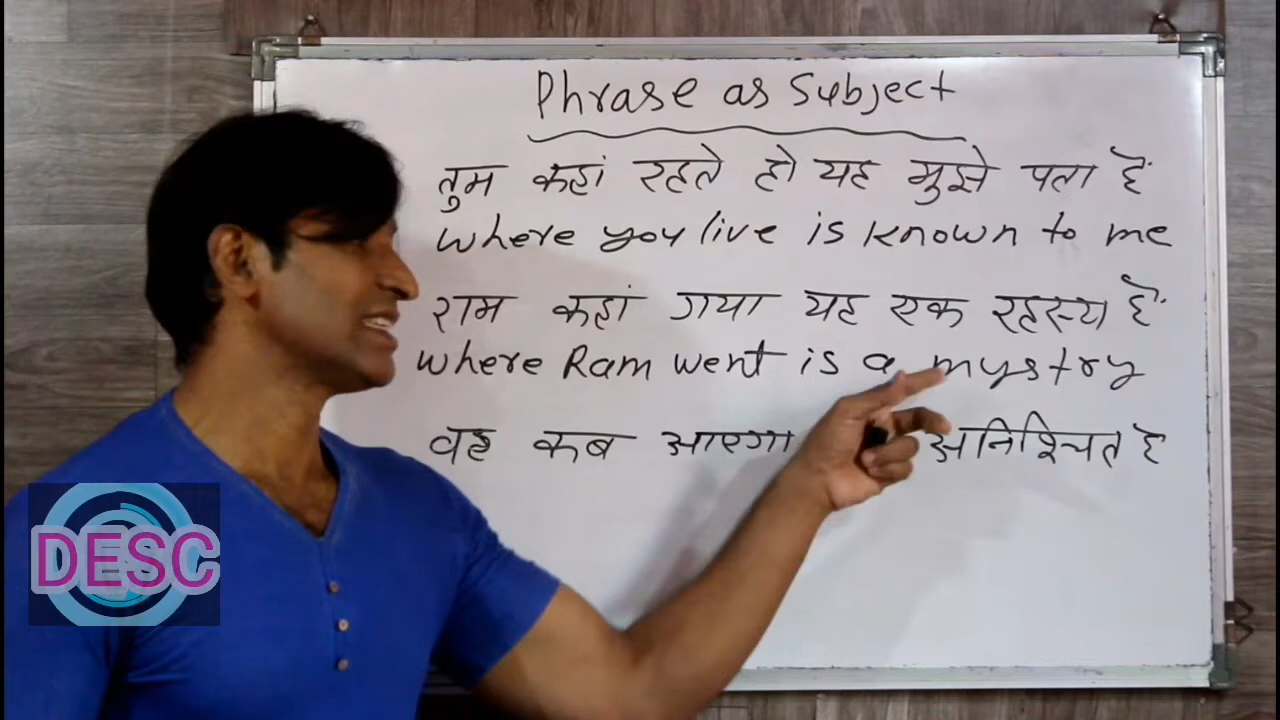 Phrase as Subject
तुम कहां रहते हो यह मुझे पता हैं
Where you live is known to me
राम कहां गया यह एक रहस्य हैं
Where Ram went is a mystry
वह कब आएगा अनिश्चित है
DESC